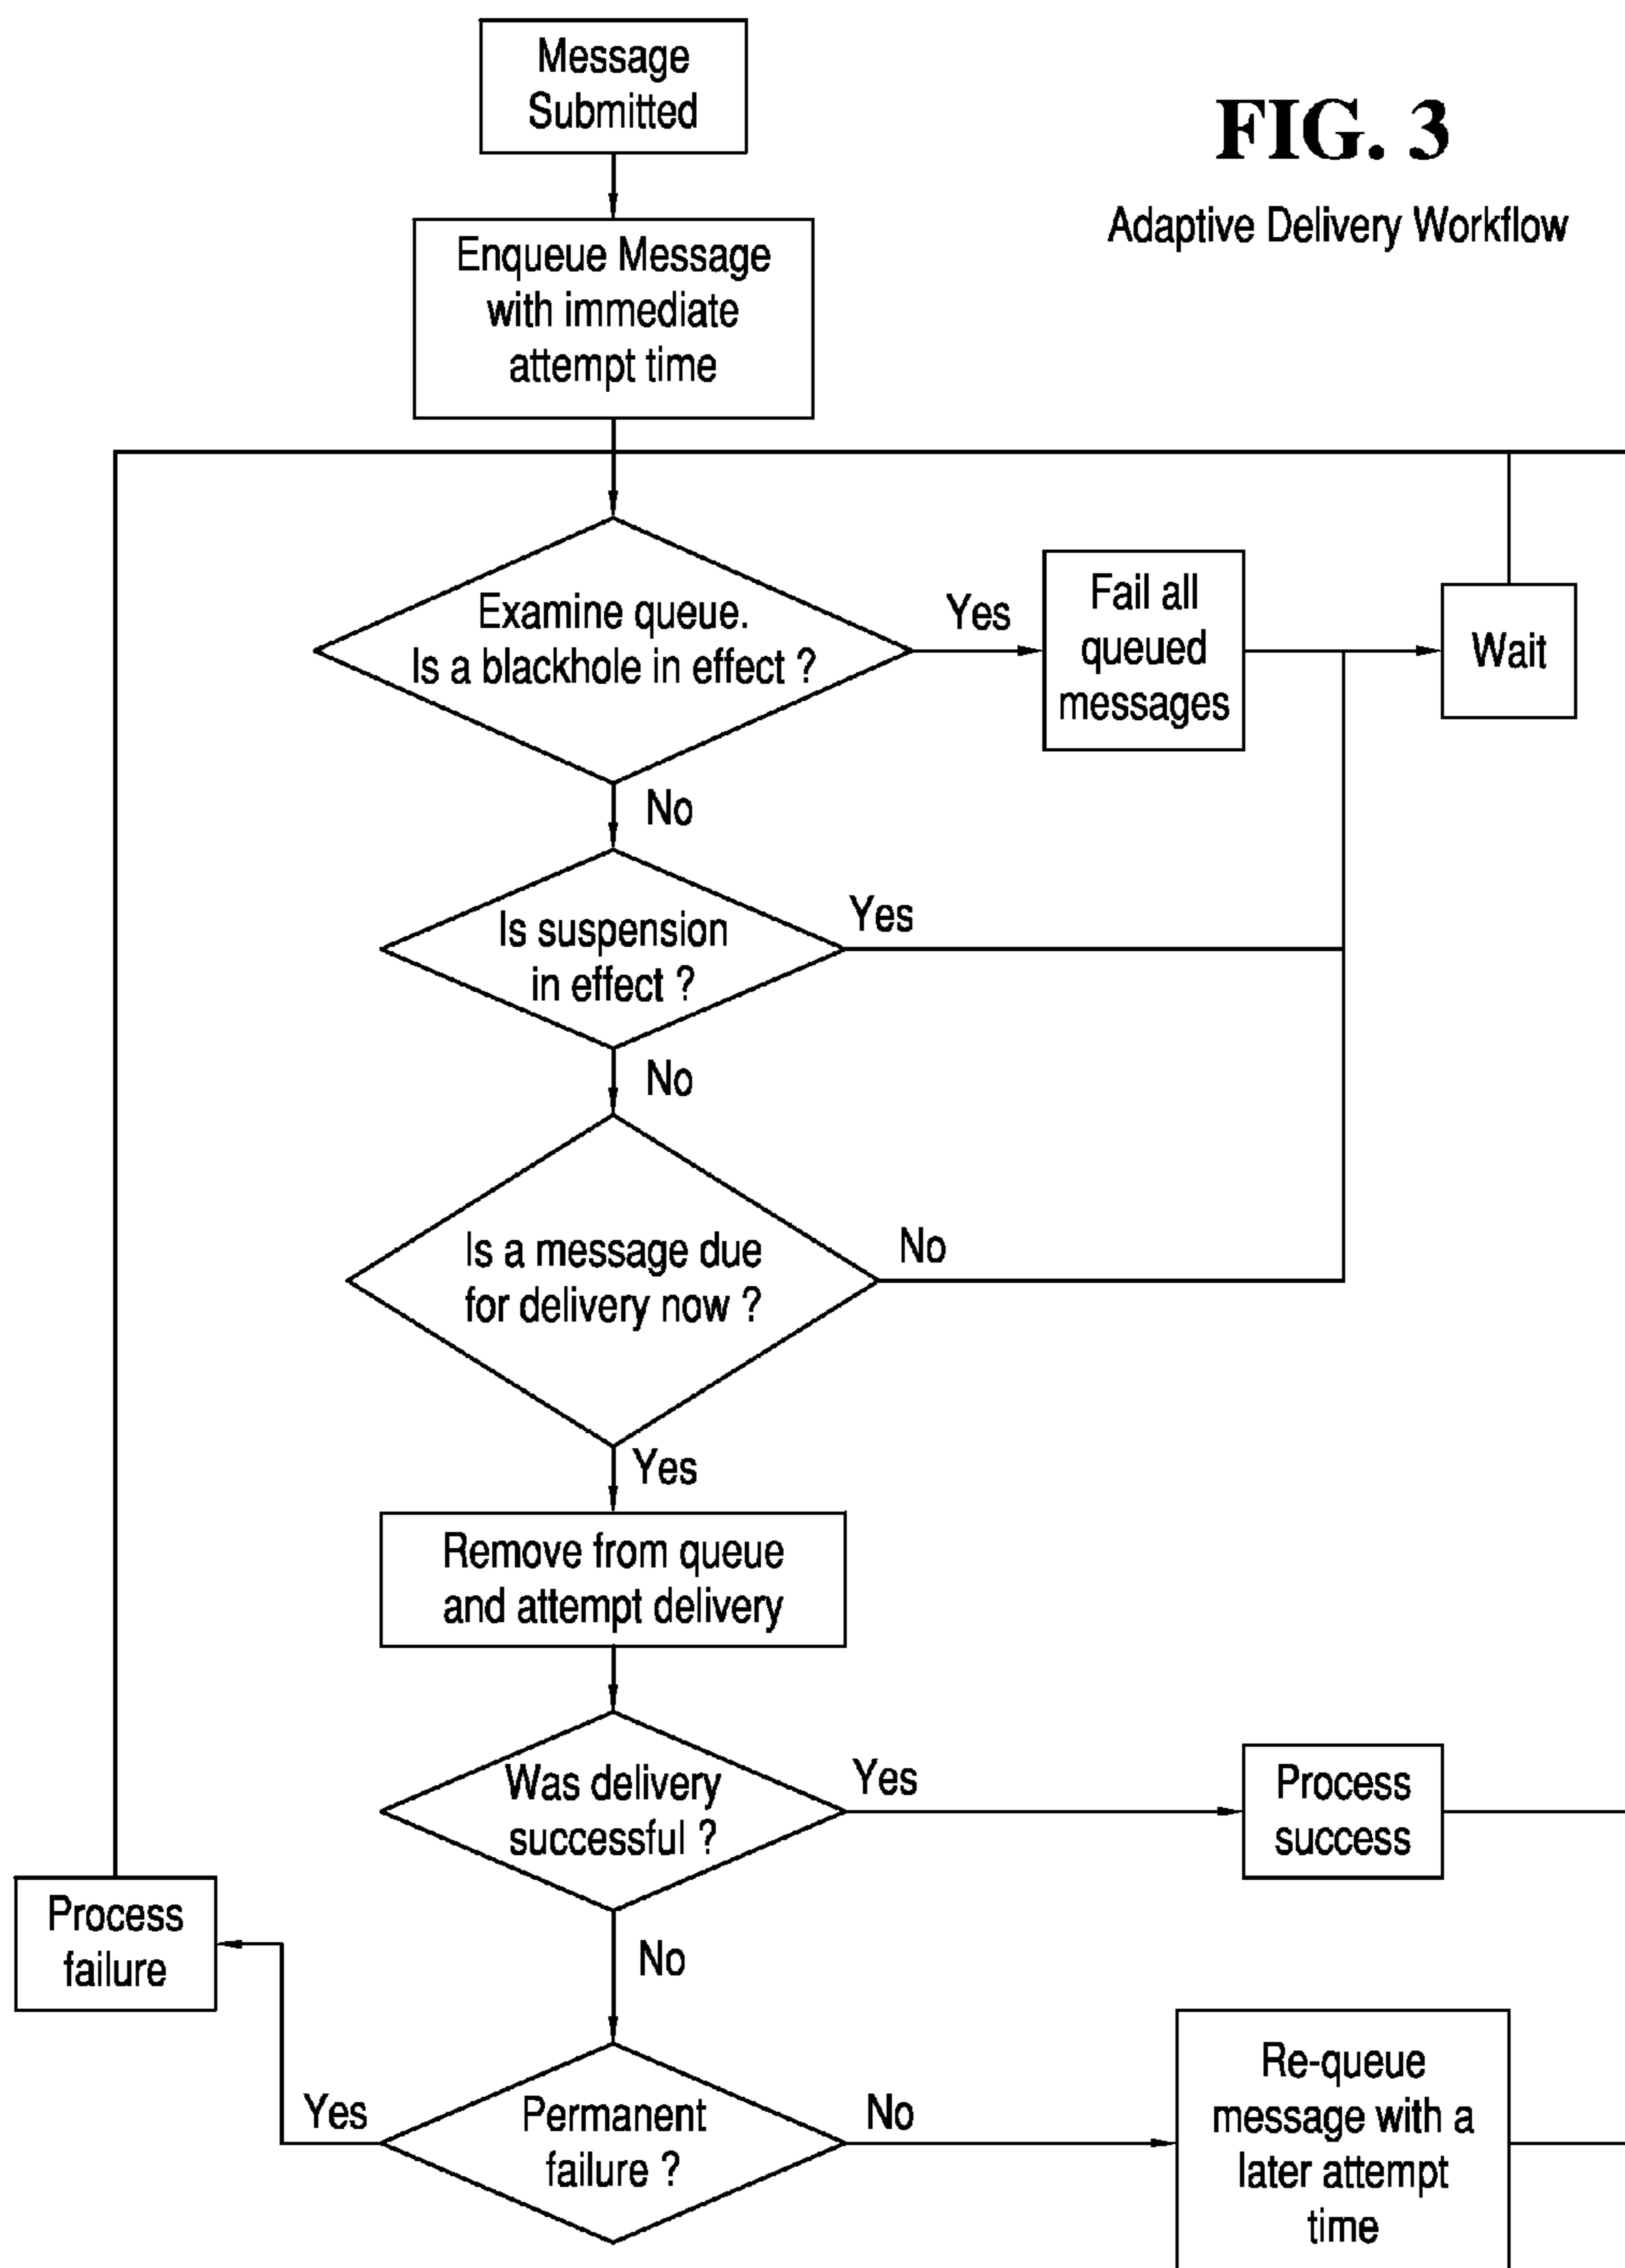 Message
Submitted
FIG. 3
Adaptive Delivery Workflow
Enqueue Message
with immediate
attempt time
Examine queue.
Is a blackhole in effect ?
Yes
Fail all
queued
messages
Wait
No
Is suspension
in effect ?
Yes
No
Is a message due
for delivery now ?
No
Yes
Remove from queue
and attempt delivery
Was delivery
successful ?
Yes
Process
success
Process
failure
No
Yes
Permanent
failure ?
No
Re-queue
message with a
later attempt
time